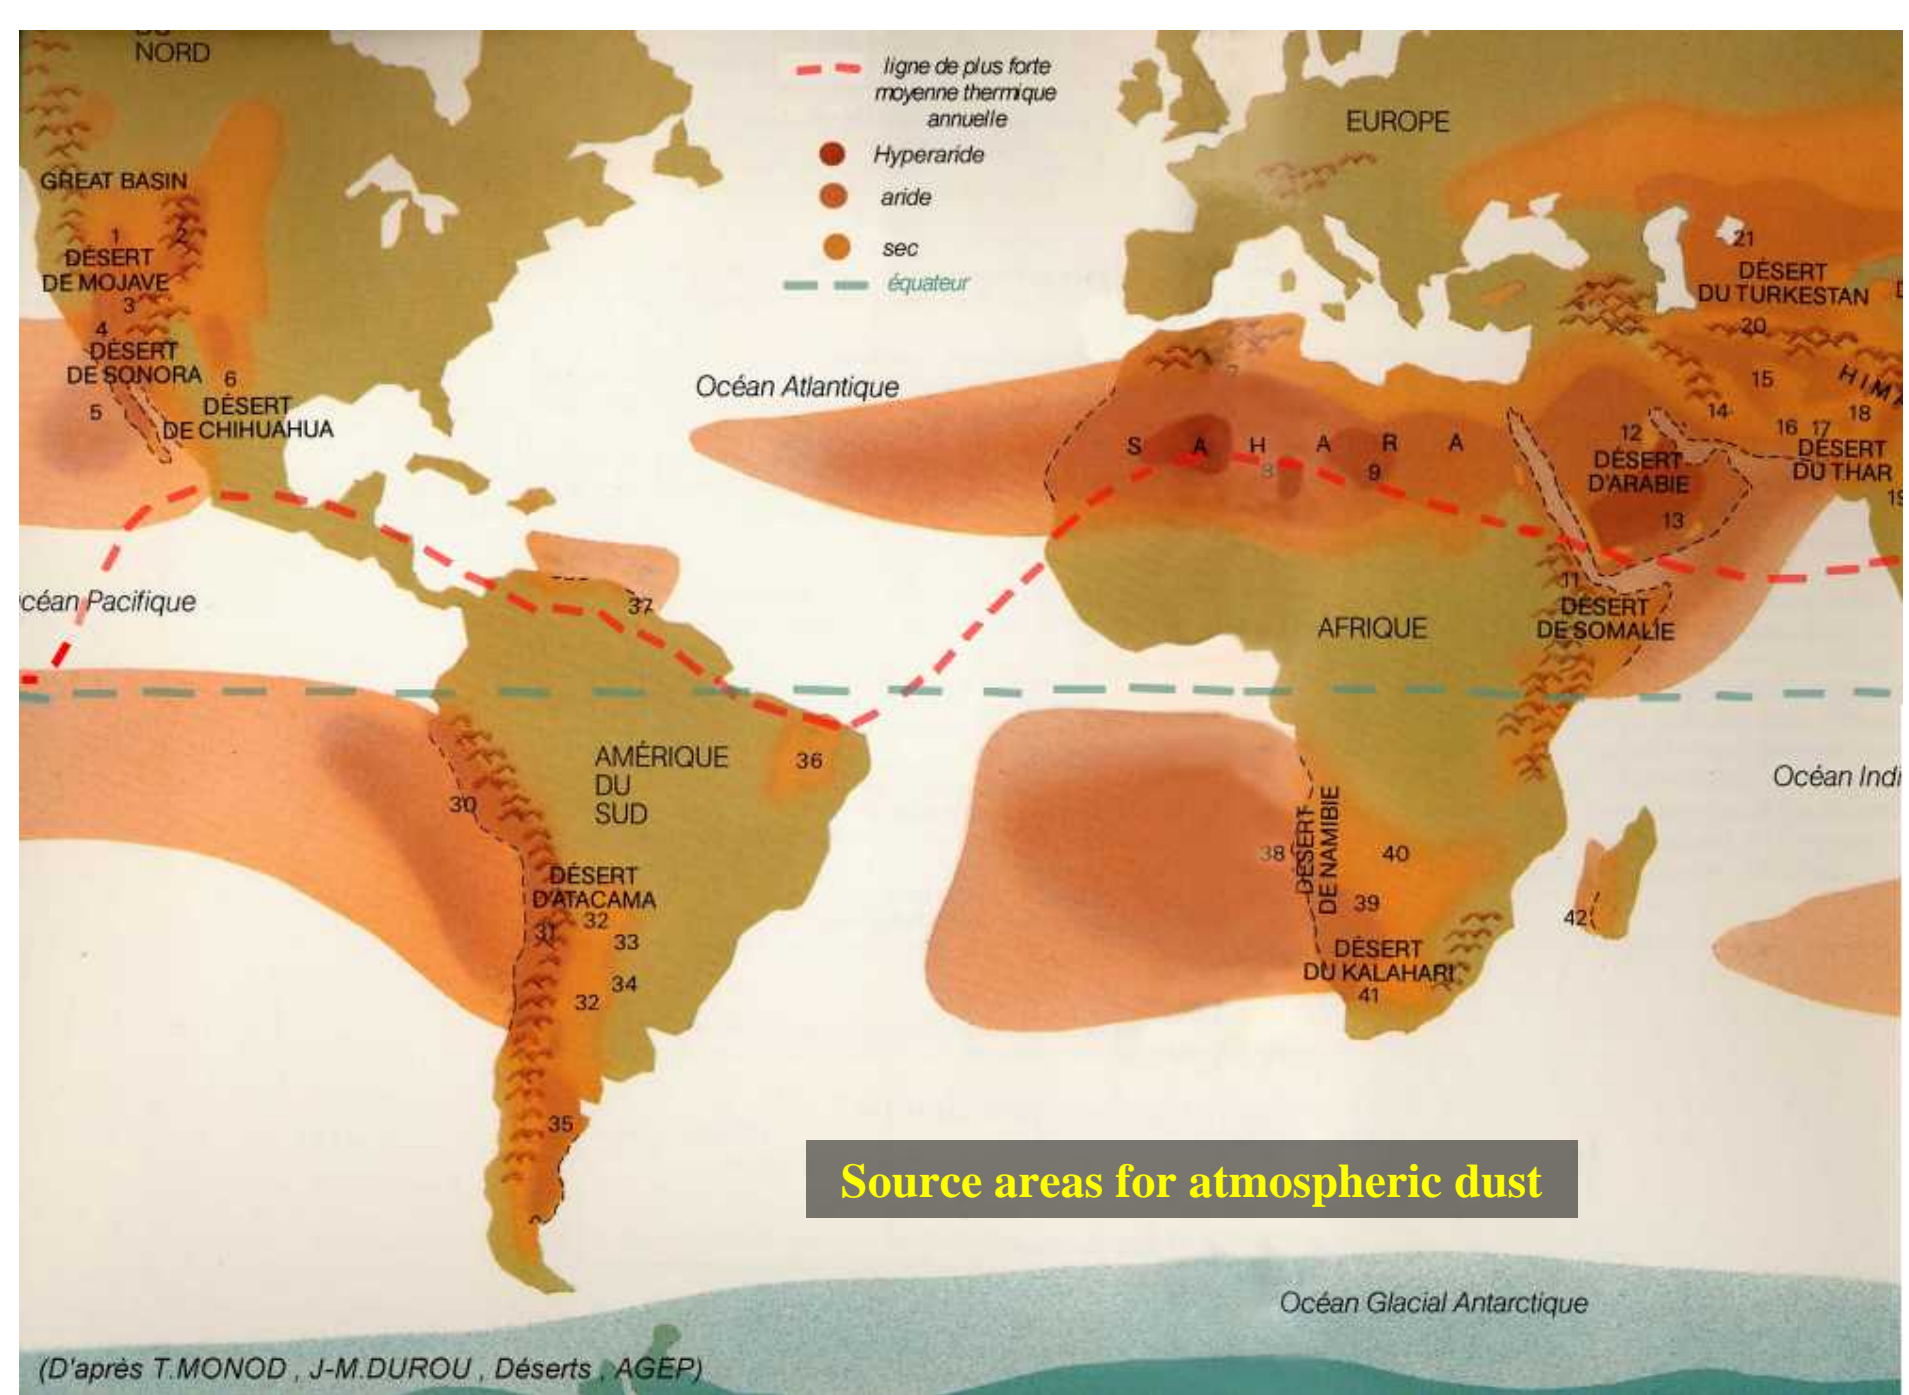 NORD
ligne de plus forte
moyenne thermique
annuelle
Hyperaride
aride
sec
équateur
EUROPE
GREAT BASIN
1
2
DÉSERT
DE MOJAVE
3
4
DÉSERT
DE SONORA
5
6
DÉSERT
DE CHIHUAHUA
Océan Atlantique
7
S A H A R A
8
9
21
DÉSERT
DU TURKESTAN
20
15
14
HIMA
18
16
17
12
DÉSERT
D'ARABIE
13
DÉSERT
DU THAR
19
céan Pacifique
37
AFRIQUE
11
DÉSERT
DE SOMALIE
AMÉRIQUE
DU
SUD
36
30
Océan Indi
DÉSERT
DE NAMIBIE
38
40
39
DÉSERT
D'ATACAMA
31
32
33
34
32
42
DÉSERT
DU KALAHARI
41
35
Source areas for atmospheric dust
Océan Glacial Antarctique
(D'après T.MONOD , J-M.DUROU , Déserts , AGEP)